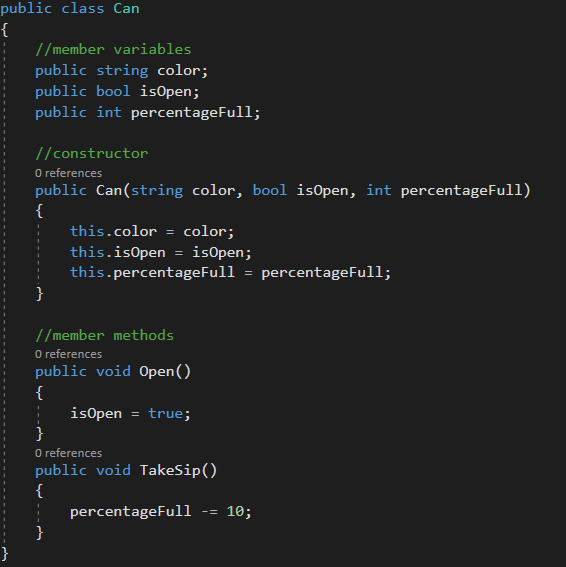 public class Can
{
//member variables
public string color;
public bool isOpen;
public int percentageFull;
//constructor
0 references
public Can(string color, bool isOpen, int percentageFull)
{
this.color = color;
this.isOpen = isOpen;
this.percentageFull = percentageFull;
}
//member methods
0 references
public void Open()
{
isOpen = true;
}
0 references
public void TakeSip()
{
percentageFull -= 10;
}
}